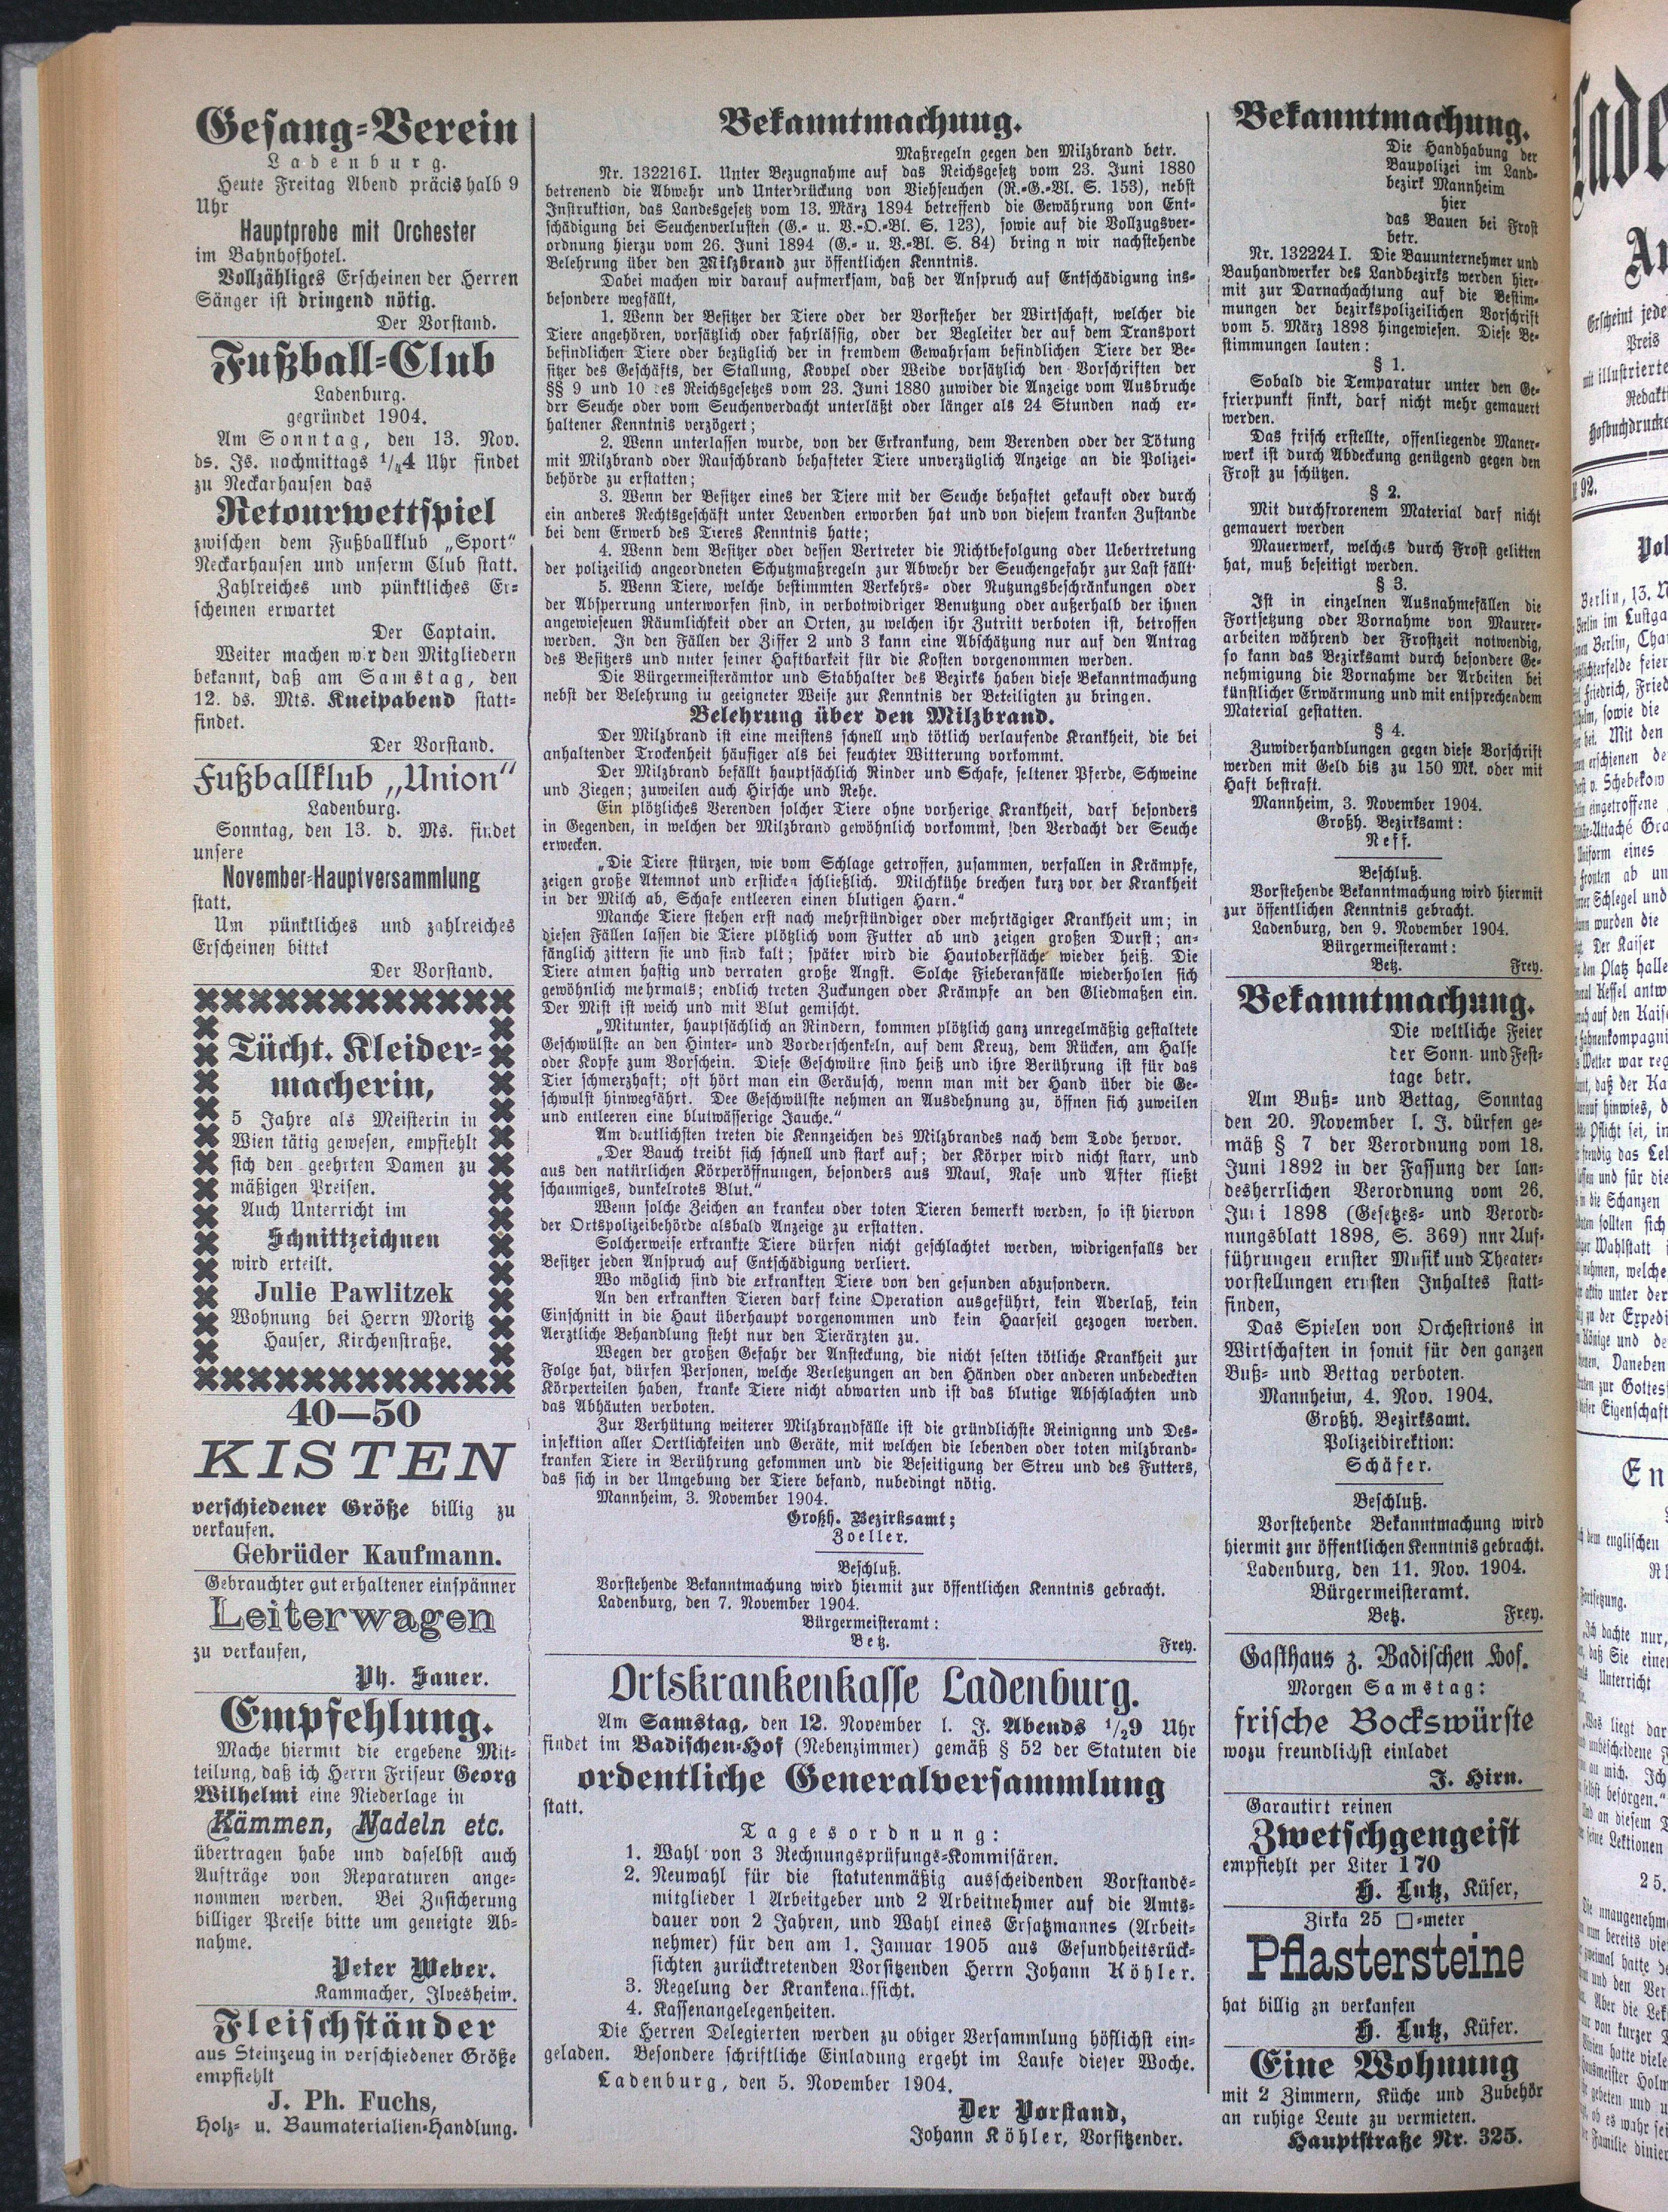 Gesang-Verein
Ladenburg.
Heute Freitag Abend präcis halb 9
Uhr
Hauptprobe mit Orchester
im Bahnhofhotel.
Vollzähliges Erscheinen der Herren
Sänger ist dringend nötig.
Der Vorstand.
Fußball-Club
Ladenburg.
gegründet 1904.
Am Sonntag, den 13. Nov.
ds. Js. nachmittags 1/44 Uhr findet
zu Neckarhausen das
Retourwettspiel
zwischen dem Fußballklub „Sport“
Neckarhausen und unserm Club statt.
Zahlreiches und pünktliches Er-
scheinen erwartet
Der Captain.
Weiter machen wir den Mitgliedern
bekannt, daß am Samstag, den
12. ds. Mts. Kneipabend statt-
findet.
Der Vorstand.
Fußballklub „Union“
Ladenburg.
Sonntag, den 13. d. Ms. findet
unsere
November-Hauptversammlung
statt.
Um pünktliches und zahlreiches
Erscheinen bittet
Der Vorstand.
Tücht. Kleider-
macherin,
5 Jahre als Meisterin in
Wien tätig gewesen, empfiehlt
sich den geehrten Damen zu
mäßigen Preisen.
Auch Unterricht im
Schnittzeichnen
wird erteilt.
Julie Pawlitzek
Wohnung bei Herrn Moritz
Hauser, Kirchenstraße.
40—50
KISTEN
verschiedener Größe billig zu
verkaufen.
Gebrüder Kaufmann.
Gebrauchter gut erhaltener einspänner
Leiterwagen
zu verkaufen,
Ph. Sauer.
Empfehlung.
Mache hiermit die ergebene Mit-
teilung, daß ich Herrn Friseur Georg
Wilhelmi eine Niederlage in
Kämmen, Nadeln etc.
übertragen habe und daselbst auch
Aufträge von Reparaturen ange-
nommen werden. Bei Zusicherung
billiger Preise bitte um geneigte Ab-
nahme.
Peter Weber.
Kammacher, Ilvesheim.
Fleischständer
aus Steinzeug in verschiedener Größe
empfiehlt
J. Ph. Fuchs,
Holz- u. Baumaterialien-Handlung.
Bekanntmachung.
Maßregeln gegen den Milzbrand betr.
Nr. 132216 I. Unter Bezugnahme auf das Reichsgesetz vom 23. Juni 1880
betrenend die Abwehr und Unterdrückung von Viehseuchen (R.-G.-Bl. S. 153), nebst
Instruktion, das Landesgesetz vom 13. März 1894 betreffend die Gewährung von Ent-
schädigung bei Seuchenverlusten (G.- u. V.-O.-Bl. S. 123), sowie auf die Vollzugsver-
ordnung hierzu vom 26. Juni 1894 (G.- u. V.-Bl. S. 84) bring n wir nachstehende
Belehrung über den Milzbrand zur öffentlichen Kenntnis.
Dabei machen wir darauf aufmerksam, daß der Anspruch auf Entschädigung ins-
besondere wegfällt,
1. Wenn der Besitzer der Tiere oder der Vorsteher der Wirtschaft, welcher die
Tiere angehören, vorsätzlich oder fahrlässig, oder der Begleiter der auf dem Transport
befindlichen Tiere oder bezüglich der in fremdem Gewahrsam befindlichen Tiere der Be-
sitzer des Geschäfts, der Stallung, Koppel oder Weide vorsätzlich den Vorschriften der
§§ 9 und 10 des Reichsgesetzes vom 23. Juni 1880 zuwider die Anzeige vom Ausbruche
drr Seuche oder vom Seuchenverdacht unterläßt oder länger als 24 Stunden nach er-
haltener Kenntnis verzögert;
2. Wenn unterlassen wurde, von der Erkrankung, dem Verenden oder der Tötung
mit Milzbrand oder Rauschbrand behafteter Tiere unverzüglich Anzeige an die Polizei-
behörde zu erstatten;
3. Wenn der Besitzer eines der Tiere mit der Seuche behaftet gekauft oder durch
ein anderes Rechtsgeschäft unter Levenden erworben hat und von diesem kranken Zustande
bei dem Erwerb des Tieres Kenntnis hatte;
4. Wenn dem Besitzer oder dessen Vertreter die Nichtbefolgung oder Uebertretung
der polizeilich angeordneten Schutzmaßregeln zur Abwehr der Seuchengefahr zur Last fällt·
5. Wenn Tiere, welche bestimmten Verkehrs- oder Nutzungsbeschränkungen oder
der Absperrung unterworfen sind, in verbotwidriger Benutzung oder außerhalb der ihnen
angewiesenen Räumlichkeit oder an Orten, zu welchen ihr Zutritt verboten ist, betroffen
werden. In den Fällen der Ziffer 2 und 3 kann eine Abschätzung nur auf den Antrag
des Besitzers und unter seiner Haftbarkeit für die Kosten vorgenommen werden.
Die Bürgermeisterämtor und Stabhalter des Bezirks haben diese Bekanntmachung
nebst der Belehrung iu geeigneter Weise zur Kenntnis der Beteiligten zu bringen.
Belehrung über den Milzbrand.
Der Milzbrand ist eine meistens schnell und tötlich verlaufende Krankheit, die bei
anhaltender Trockenheit häufiger als bei feuchter Witterung vorkommt.
Der Milzbrand befällt hauptsächlich Rinder und Schafe, seltener Pferde, Schweine
und Ziegen; zuweilen auch Hirsche und Rehe.
Ein plötzliches Verenden solcher Tiere ohne vorherige Krankheit, darf besonders
in Gegenden, in welchen der Milzbrand gewöhnlich vorkommt, !den Verdacht der Seuche
erwecken.
„Die Tiere stürzen, wie vom Schlage getroffen, zusammen, verfallen in Krämpfe,
zeigen große Atemnot und ersticken schließlich. Milchkühe brechen kurz vor der Krankheit
in der Milch ab, Schafe entleeren einen blutigen Harn.“
Manche Tiere stehen erst nach mehrstündiger oder mehrtägiger Krankheit um; in
diesen Fällen lassen die Tiere plötzlich vom Futter ab und zeigen großen Durst; an-
fänglich zittern sie und sind kalt; später wird die Hautoberfläche wieder heiß. Die
Tiere atmen hastig und verraten große Angst. Solche Fieberanfälle wiederholen sich
gewöhnlich mehrmals; endlich treten Zuckungen oder Krämpfe an den Gliedmaßen ein.
Der Mist ist weich und mit Blut gemischt.
„Mitunter, hauptsächlich an Rindern, kommen plötzlich ganz unregelmäßig gestaltete
Geschwülste an den Hinter- und Vorderschenkeln, auf dem Kreuz, dem Rücken, am Halse
oder Kopfe zum Vorschein. Diese Geschwüre sind heiß und ihre Berührung ist für das
Tier schmerzhaft; oft hört man ein Geräusch, wenn man mit der Hand über die Ge-
schwulst hinwegfährt. Dee Geschwülste nehmen an Ausdehnung zu, öffnen sich zuweilen
und entleeren eine blutwässerige Jauche.“
Am deutlichsten treten die Kennzeichen des Milzbrandes nach dem Tode hervor.
„Der Bauch treibt sich schnell und stark auf; der Körper wird nicht starr, und
aus den natürlichen Körperöffnungen, besonders aus Maul, Nase und After fließt
schaumiges, dunkelrotes Blut.“
Wenn solche Zeichen an kranken oder toten Tieren bemerkt werden, so ist hiervon
der Ortspolizeibehörde alsbald Anzeige zu erstatten.
Solcherweise erkrankte Tiere dürfen nicht geschlachtet werden, widrigenfalls der
Besitzer jeden Anspruch auf Entschädigung verliert.
Wo möglich sind die erkrankten Tiere von den gesunden abzusondern.
An den erkrankten Tieren darf keine Operation ausgeführt, kein Aderlaß, kein
Einschnitt in die Haut überhaupt vorgenommen und kein Haarseil gezogen werden.
Aerztliche Behandlung steht nur den Tierärzten zu.
Wegen der großen Gefahr der Ansteckung, die nicht selten tötliche Krankheit zur
Folge hat, dürfen Personen, welche Verletzungen an den Händen oder anderen unbedeckten
Körperteilen haben, kranke Tiere nicht abwarten und ist das blutige Abschlachten und
das Abhäuten verboten.
Zur Verhütung weiterer Milzbrandfälle ist die gründlichste Reinigung und Des-
insektion aller Oertlichkeiten und Geräte, mit welchen die lebenden oder toten milzbrand-
kranken Tiere in Berührung gekommen und die Beseitigung der Streu und des Futters,
das sich in der Umgebung der Tiere befand, nubedingt nötig.
Mannheim, 3. November 1904.
Großh. Bezirksamt;
Zoeller.
Beschluß.
Vorstehende Bekanntmachung wird hiermit zur öffentlichen Kenntnis gebracht.
Ladenburg, den 7. November 1904.
Bürgermeisteramt:
Betz. Frey.
Ortskrankenkasse Ladenburg.
Am Samstag, den 12. November l. J. Abends 1/29 Uhr
findet im Badischen-Hof (Nebenzimmer) gemäß § 52 der Statuten die
ordentliche Generalversammlung
statt.
Tagesordnung:
1. Wahl von 3 Rechnungsprüfungs-Kommisären.
2. Neuwahl für die statutenmäßig ausscheidenden Vorstands-
mitglieder 1 Arbeitgeber und 2 Arbeitnehmer auf die Amts-
dauer von 2 Jahren, und Wahl eines Ersatzmannes (Arbeit-
nehmer) für den am 1. Januar 1905 aus Gesundheitsrück-
sichten zurücktretenden Vorsitzenden Herrn Johann Köhler.
3. Regelung der Krankenaufsicht.
4. Kassenangelegenheiten.
Die Herren Delegierten werden zu obiger Versammlung höflichst ein-
geladen. Besondere schriftliche Einladung ergeht im Laufe dieser Woche.
Ladenburg, den 5. November 1904.
Der Vorstand,
Johann Köhler, Vorsitzender.
Bekanntmachung.
Die Handhabung der
Baupolizei im Land-
bezirk Mannheim
hier
das Bauen bei Frost
betr.
Nr. 132224 I. Die Bauunternehmer und
Bauhandwerker des Landbezirks werden hier-
mit zur Darnachachtung auf die Bestim-
mungen der bezirkspolizeilichen Vorschrift
vom 5. März 1898 hingewiesen. Diese Be-
stimmungen lauten:
§ 1.
Sobald die Temparatur unter den Ge-
frierpunkt sinkt, darf nicht mehr gemauert
werden.
Das frisch erstellte, offenliegende Maner-
werk ist durch Abdeckung genügend gegen den
Frost zu schützen.
§ 2.
Mit durchfrorenem Material darf nicht
gemauert werden
Mauerwerk, welches durch Frost gelitten
hat, muß beseitigt werden.
§ 3.
Ist in einzelnen Ausnahmefällen die
Fortsetzung oder Vornahme von Maurer-
arbeiten während der Frostzeit notwendig,
so kann das Bezirksamt durch besondere Ge-
nehmigung die Vornahme der Arbeiten bei
künstlicher Erwärmung und mit entsprechendem
Material gestatten.
§ 4.
Zuwiderhandlungen gegen diese Vorschrift
werden mit Geld bis zu 150 Mk. oder mit
Haft bestraft.
Mannheim, 3. November 1904.
Großh. Bezirksamt:
Neff.
Beschluß.
Vorstehende Bekanntmachung wird hiermit
zur öffentlichen Kenntnis gebracht.
Ladenburg, den 9. November 1904.
Bürgermeisteramt:
Betz. Frey.
Bekanntmachung.
Die weltliche Feier
der Sonn- und Fest-
tage betr.
Am Buß- und Bettag, Sonntag
den 20. November l. J. dürfen ge-
mäß § 7 der Verordnung vom 18.
Juni 1892 in der Fassung der lan-
desherrlichen Verordnung vom 26.
Juni 1898 (Gesetzes- und Verord-
nungsblatt 1898, S. 369) nnr Auf-
führungen ernster Musik und Theater-
vorstellungen ernsten Inhaltes statt-
finden,
Das Spielen von Orchestrions in
Wirtschaften in somit für den ganzen
Buß- und Bettag verboten.
Mannheim, 4. Nov. 1904.
Großh. Bezirksamt.
Polizeidirektion:
Schäfer.
Beschluß.
Vorstehende Bekanntmachung wird
hiermit znr öffentlichen Kenntnis gebracht.
Ladenburg, den 11. Nov. 1904.
Bürgermeisteramt.
Betz. Frey.
Gasthaus z. Badischen Hof.
Morgen Samstag:
frische Bockswürste
wozu freundlichst einladet
J. Hirn.
Garautirt reinen
Zwetschgengeist
empfiehlt per Liter 1 70
H. Lutz, Küfer,
Zirka 25 □-meter
Pflastersteine
hat billig zn verkaufen
H. Lutz, Küfer.
Eine Wohnung
mit 2 Zimmern, Küche und Zubehör
an ruhige Leute zu vermieten.
Hauptstraße Nr. 325.
Erscheint jede
Preis
mit illustrierte
Redakti
Hofbuchdrucke
92.
Berlin, 13.